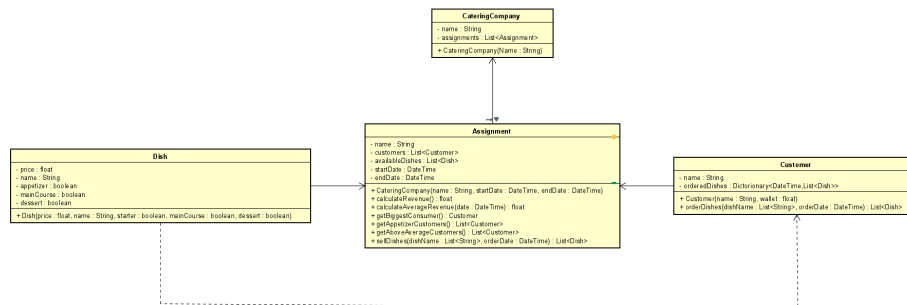 CateringCompany
- name : String
- assignments : List<Assignment>
+ CateringCompany(Name : String)
Assignment
- name : String
- customers : List<Customer>
- availableDishes : List<Dish>
- startDate : DateTime
- endDate : DateTime
+ CateringCompany(name : String, startDate : DateTime, endDate : DateTime)
+ calculateRevenue() : float
+ calculateAverageRevenue(date : DateTime) : float
+ getBiggestConsumer() : Customer
+ getAppetizerCustomers() : List<Customer>
+ getAboveAverageCustomers() : List<Customer>
+ sellDishes(dishName : List<String>, orderDate : DateTime) : List<Dish>
Dish
- price : float
- name : String
- appetizer : boolean
- mainCourse : boolean
- dessert : boolean
+ Dish(price : float, name : String, starter : boolean, mainCourse : boolean, dessert : boolean)
Customer
- name : String
- orderedDishes : Dictorionary<DateTime,List<Dish>>
+ Customer(name : String, wallet : float)
+ orderDishes(dishName : List<String>, orderDate : DateTime) : List<Dish>